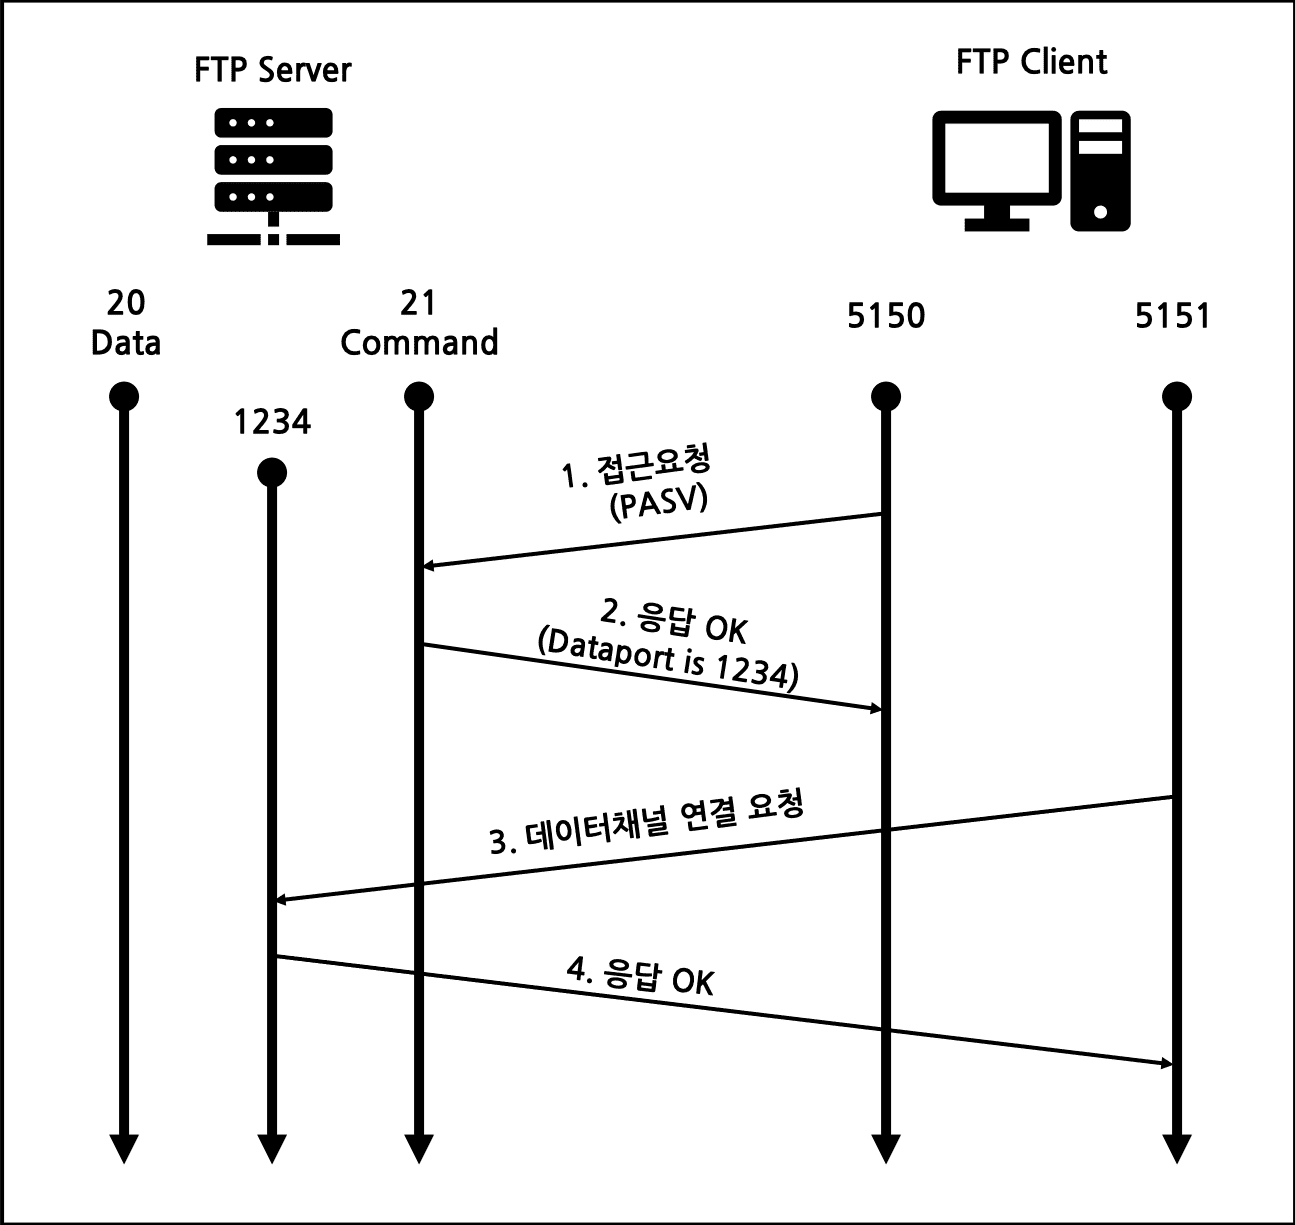 FTP Server
FTP Client
20
Data
21
Command
5150
5151
1234
1. 접근요청
(PASV)
2. 응답 OK
(Dataport is 1234)
3. 데이터채널 연결 요청
4. 응답 OK